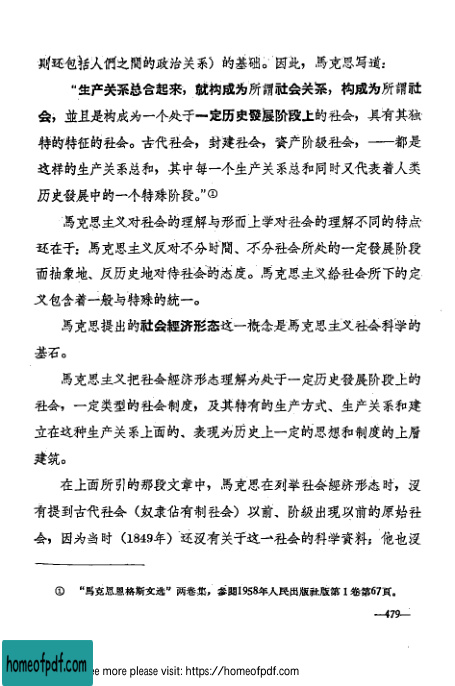 則还包括人們之間的政治关系）的基础。因此，馬克思写道：
“生产关系总合起来，就构成为所謂社会关系，构成为所謂社
会，並且是构成为一个处于一定历史發展阶段上的社会，具有其独
特的特征的社会。古代社会，封建社会，資产阶級社会，——都是
这样的生产关系总和，其中每一个生产关系总和同时又代表着人类
历史發展中的一个特殊阶段。”①
馬克思主义对社会的理解与形而上学对社会的理解不同的特点
还在于：馬克思主义反对不分时間、不分社会所处的一定發展阶段
而抽象地、反历史地对待社会的态度。馬克思主义給社会所下的定
义包含着一般与特殊的統一。
馬克思提出的社会經济形态这一概念是馬克思主义社会科学的
基石。
馬克思主义把社会經济形态理解为处于一定历史發展阶段上的
社会，一定类型的社会制度，及其特有的生产方式、生产关系和建
立在这种生产关系上面的、表現为历史上一定的思想和制度的上層
建筑。
在上面所引的那段文章中，馬克思在列举社会經济形态时，沒
有提到古代社会（奴隶佔有制社会）以前、阶級出現以前的原始社
会，因为当时（1849年）还沒有关于这一社会的科学資料；他也沒
① “馬克思恩格斯文选”两卷集，參閱1958年人民出版社版第1卷第67頁。
—479—
homeofpdf.com
ee more please visit: https://homeofpdf.com